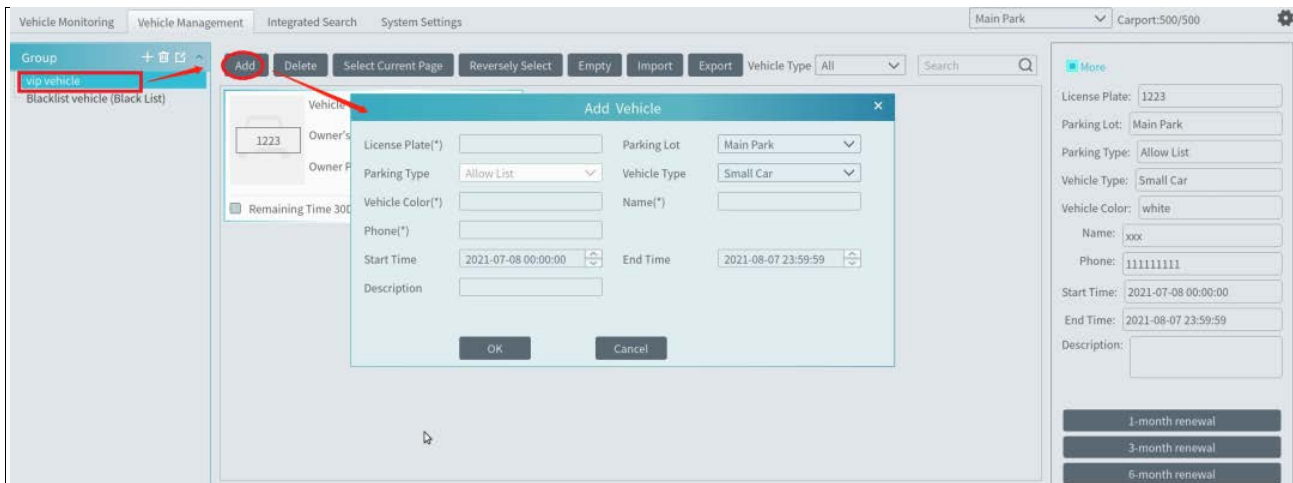 Vehicle Monitoring Vehicle Management Integrated Search System Settings Main Park Carport:500/500
Group
vip vehicle
Blacklist vehicle (Black List)
Add Delete Select Current Page Reversely Select Empty Import Export Vehicle Type All Search
1223
Vehicle
Owner's
Owner P
Remaining Time 30D
Add Vehicle
License Plate(*) Parking Lot Main Park
Parking Type Allow List Vehicle Type Small Car
Vehicle Color(*) Name(*)
Phone(*)
Start Time 2021-07-08 00:00:00 End Time 2021-08-07 23:59:59
Description
OK Cancel
More
License Plate: 1223
Parking Lot: Main Park
Parking Type: Allow List
Vehicle Type: Small Car
Vehicle Color: white
Name: xxx
Phone: 111111111
Start Time: 2021-07-08 00:00:00
End Time: 2021-08-07 23:59:59
Description:
1-month renewal
3-month renewal
6-month renewal